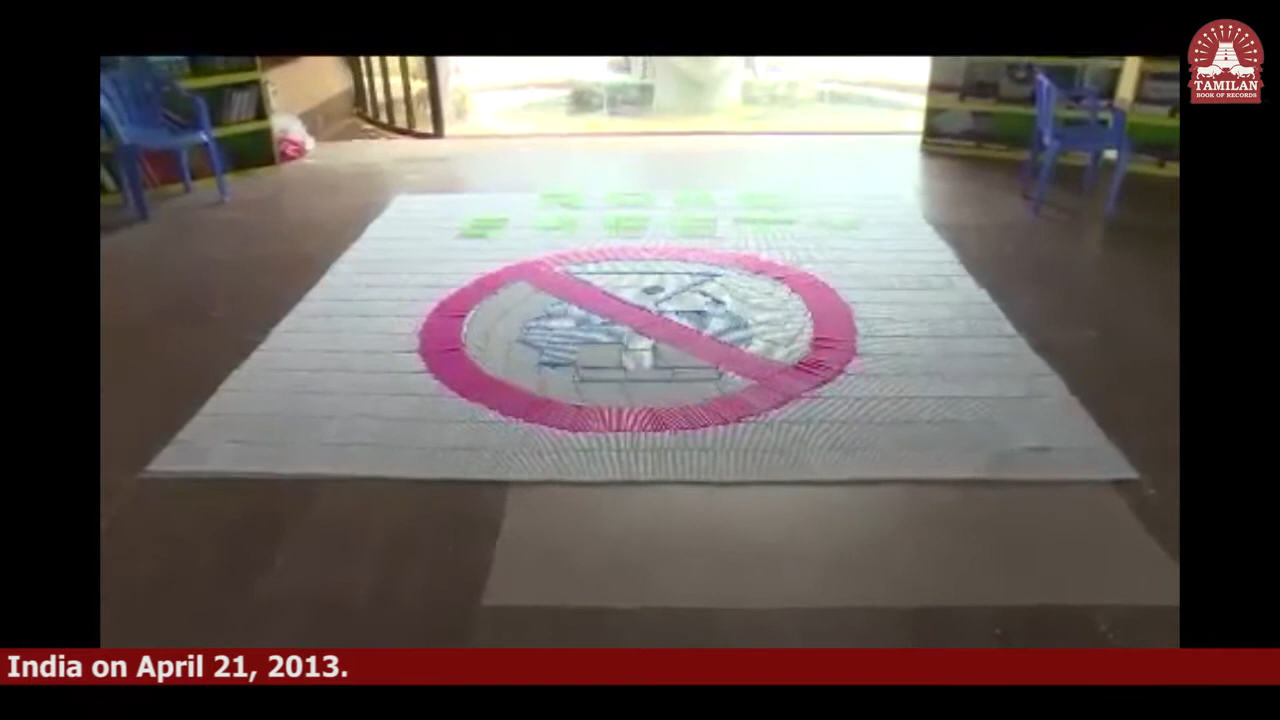 TAMILAN
BOOK OF RECORDS
India on April 21, 2013.